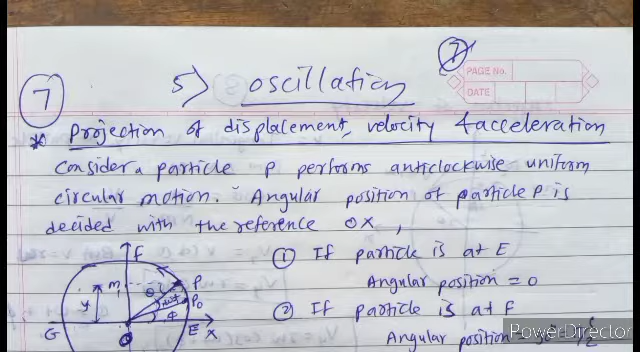 7
7
5) oscillation
PAGE No.
DATE
* Projection of displacement, velocity & acceleration
Consider a particle P performs anticlockwise uniform
circular motion. Angular position of particle P is
decided with the reference OX,
① If particle is at E
Angular position = 0
② If particle is at F
Angular position
F
m
y
θ
P
P0
ωt
φ
G
O
E
X
PowerDirector